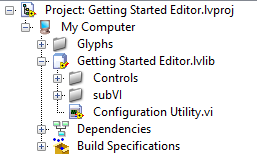 Project: Getting Started Editor.lvproj
My Computer
Glyphs
Getting Started Editor.lvlib
Controls
subVI
Configuration Utility.vi
Dependencies
Build Specifications